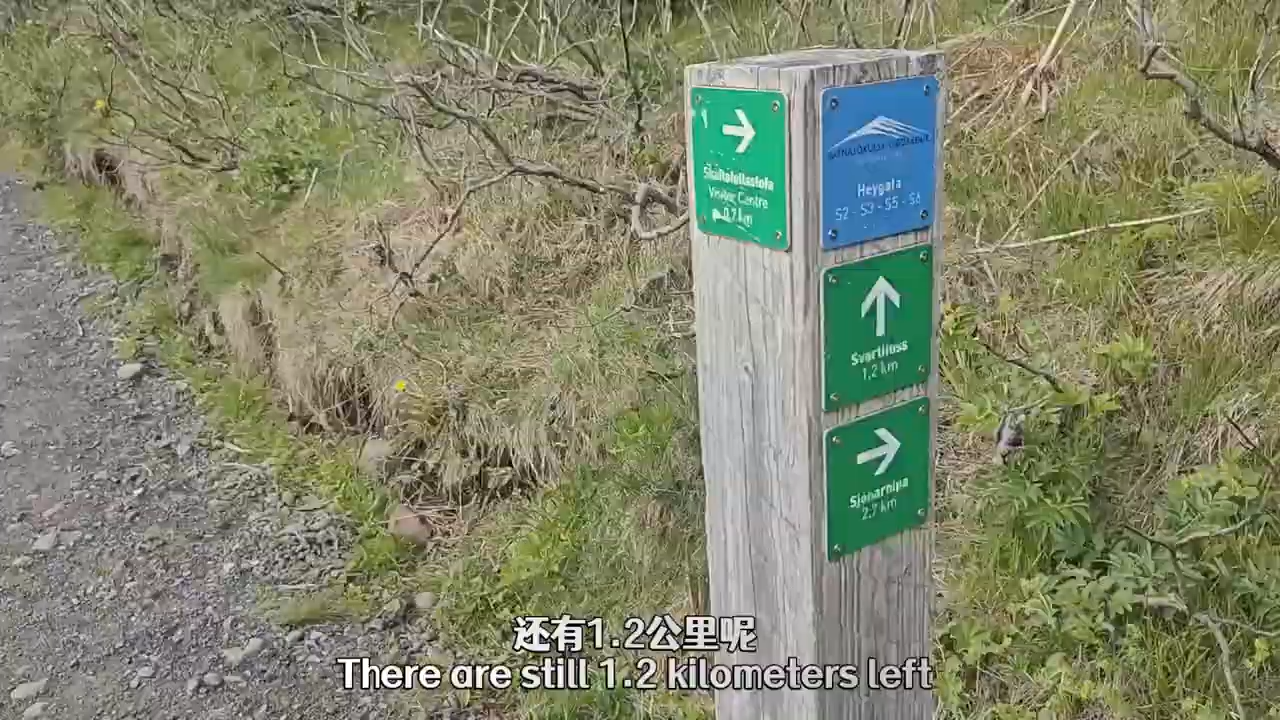 Skaftafellsstofa
Visitor Centre
0,7 km
VATNAJÖKULSÞJÓÐGARÐUR
Heygata
S2 - S3 - S5 - S6
Svartifoss
1,2 km
Sjónarnípa
2,7 km
还有1.2公里呢
There are still 1.2 kilometers left